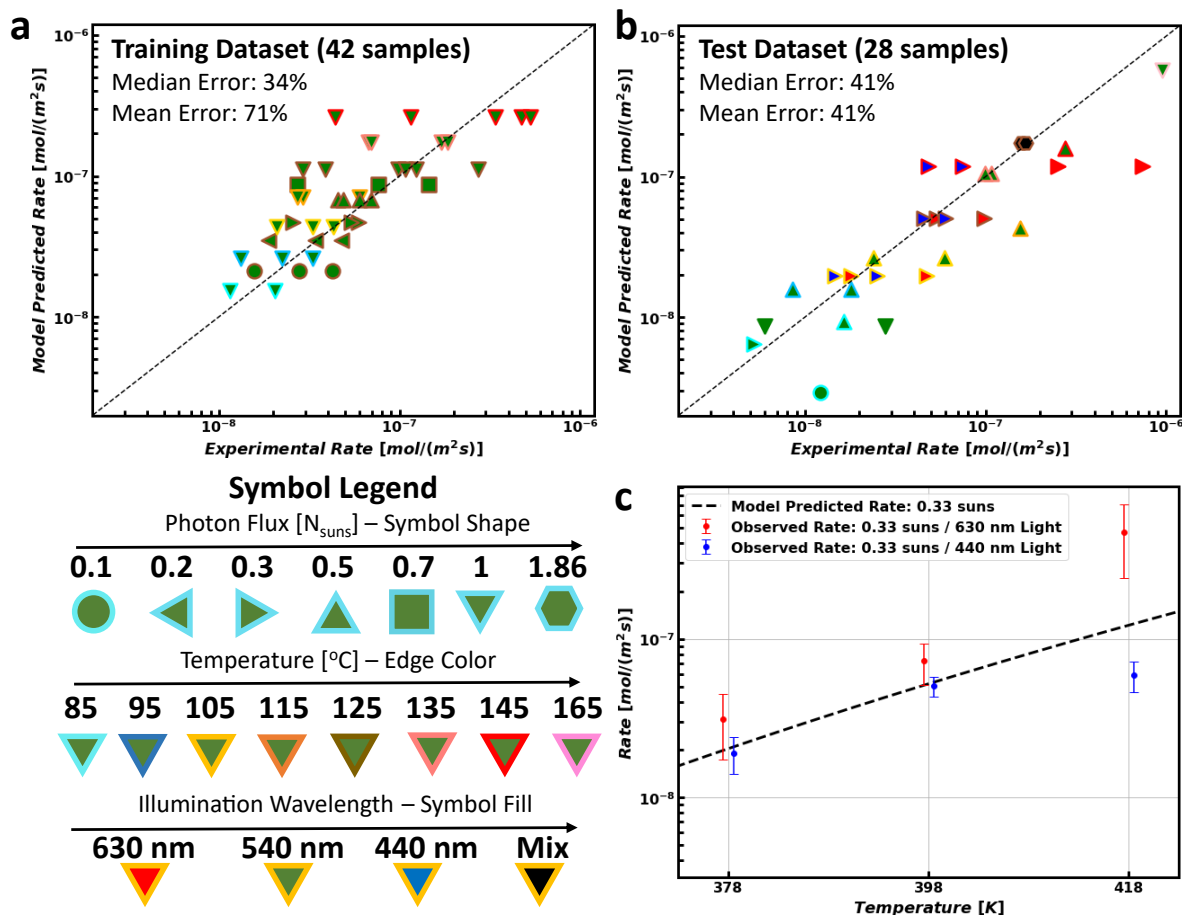 a
Training Dataset (42 samples)
Median Error: 34%
Mean Error: 71%
Model Predicted Rate [mol/(m²s)]
10⁻⁶
10⁻⁷
10⁻⁸
10⁻⁸
10⁻⁷
10⁻⁶
Experimental Rate [mol/(m²s)]
b
Test Dataset (28 samples)
Median Error: 41%
Mean Error: 41%
Model Predicted Rate [mol/(m²s)]
10⁻⁶
10⁻⁷
10⁻⁸
10⁻⁸
10⁻⁷
10⁻⁶
Experimental Rate [mol/(m²s)]
Symbol Legend
Photon Flux [Nsuns] – Symbol Shape
0.1 0.2 0.3 0.5 0.7 1 1.86
Temperature [°C] – Edge Color
85 95 105 115 125 135 145 165
Illumination Wavelength – Symbol Fill
630 nm 540 nm 440 nm Mix
c
Model Predicted Rate: 0.33 suns
Observed Rate: 0.33 suns / 630 nm Light
Observed Rate: 0.33 suns / 440 nm Light
Rate [mol/(m²s)]
10⁻⁷
10⁻⁸
378 398 418
Temperature [K]